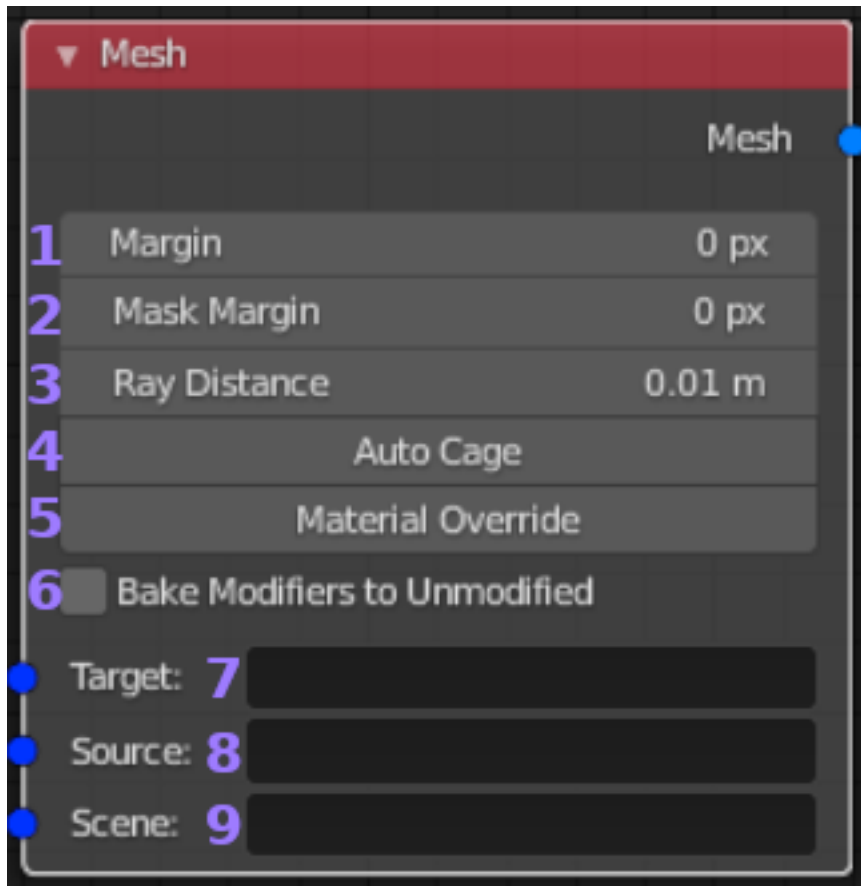 Mesh
Mesh
1 Margin 0 px
2 Mask Margin 0 px
3 Ray Distance 0.01 m
4 Auto Cage
5 Material Override
6 Bake Modifiers to Unmodified
Target: 7
Source: 8
Scene: 9